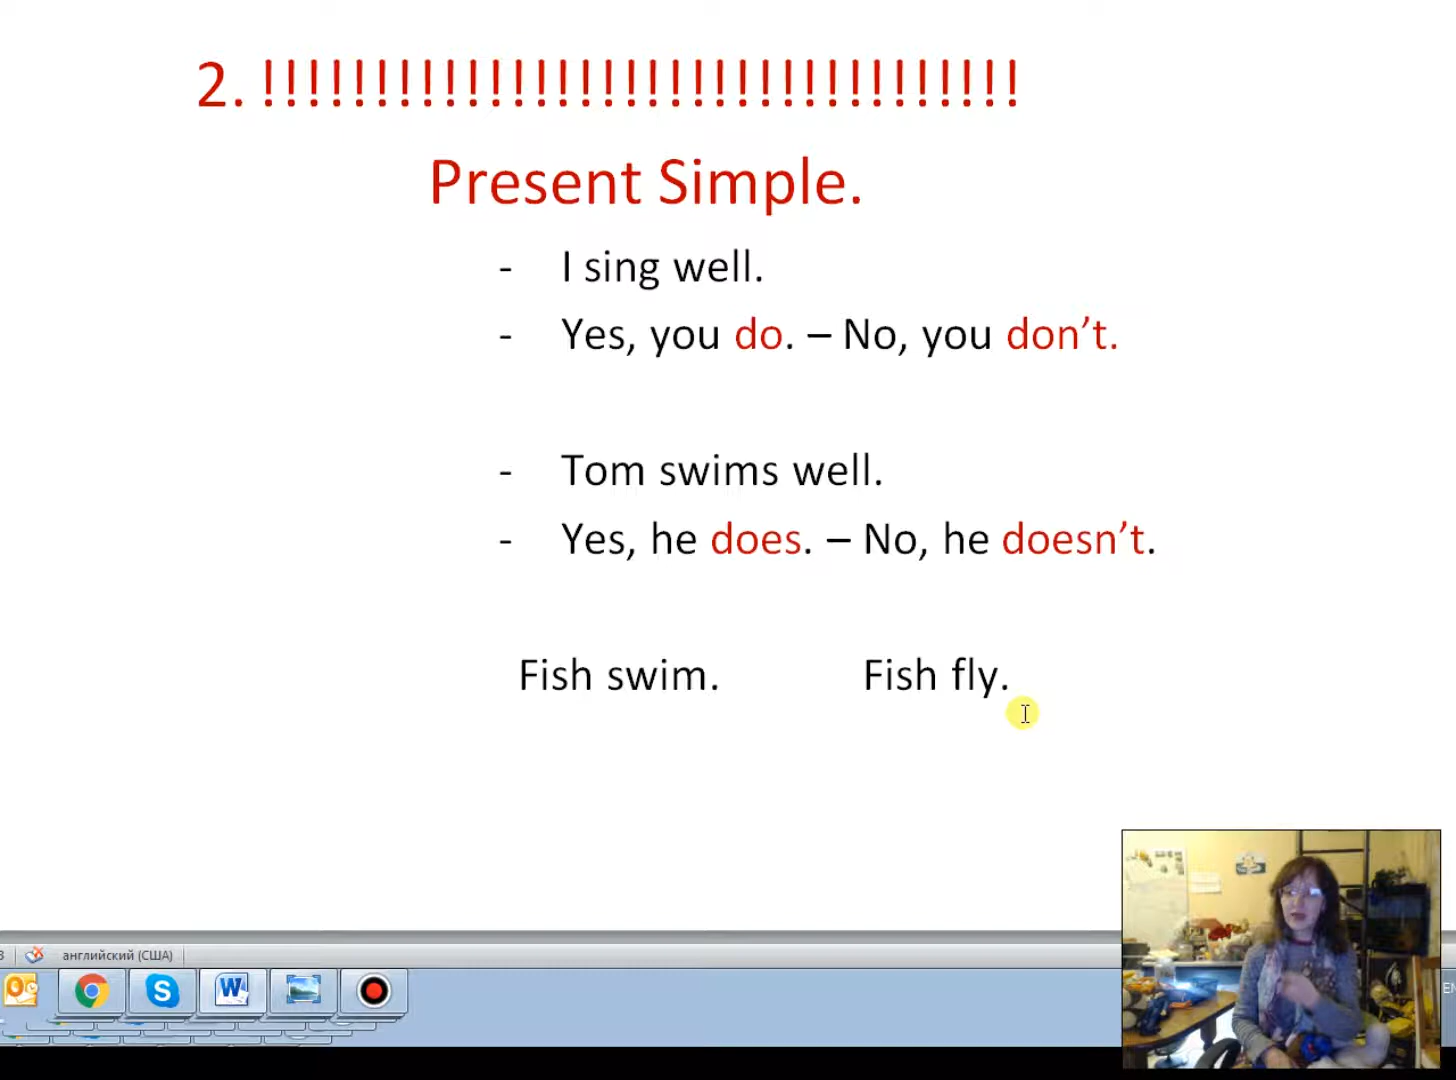 2. !!!!!!!!!!!!!!!!!!!!!!!!!!!!!!!!!!
Present Simple.
- I sing well.
- Yes, you do. – No, you don’t.
- Tom swims well.
- Yes, he does. – No, he doesn’t.
Fish swim. Fish fly.
английский (США)
EN